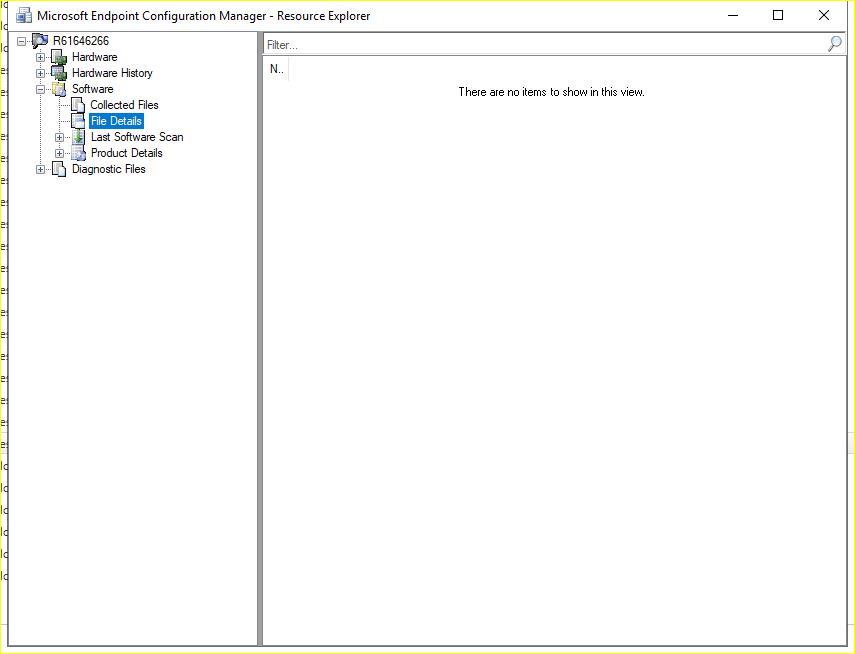 Microsoft Endpoint Configuration Manager - Resource Explorer
R61646266
Hardware
Hardware History
Software
Collected Files
File Details
Last Software Scan
Product Details
Diagnostic Files
Filter...
N..
There are no items to show in this view.